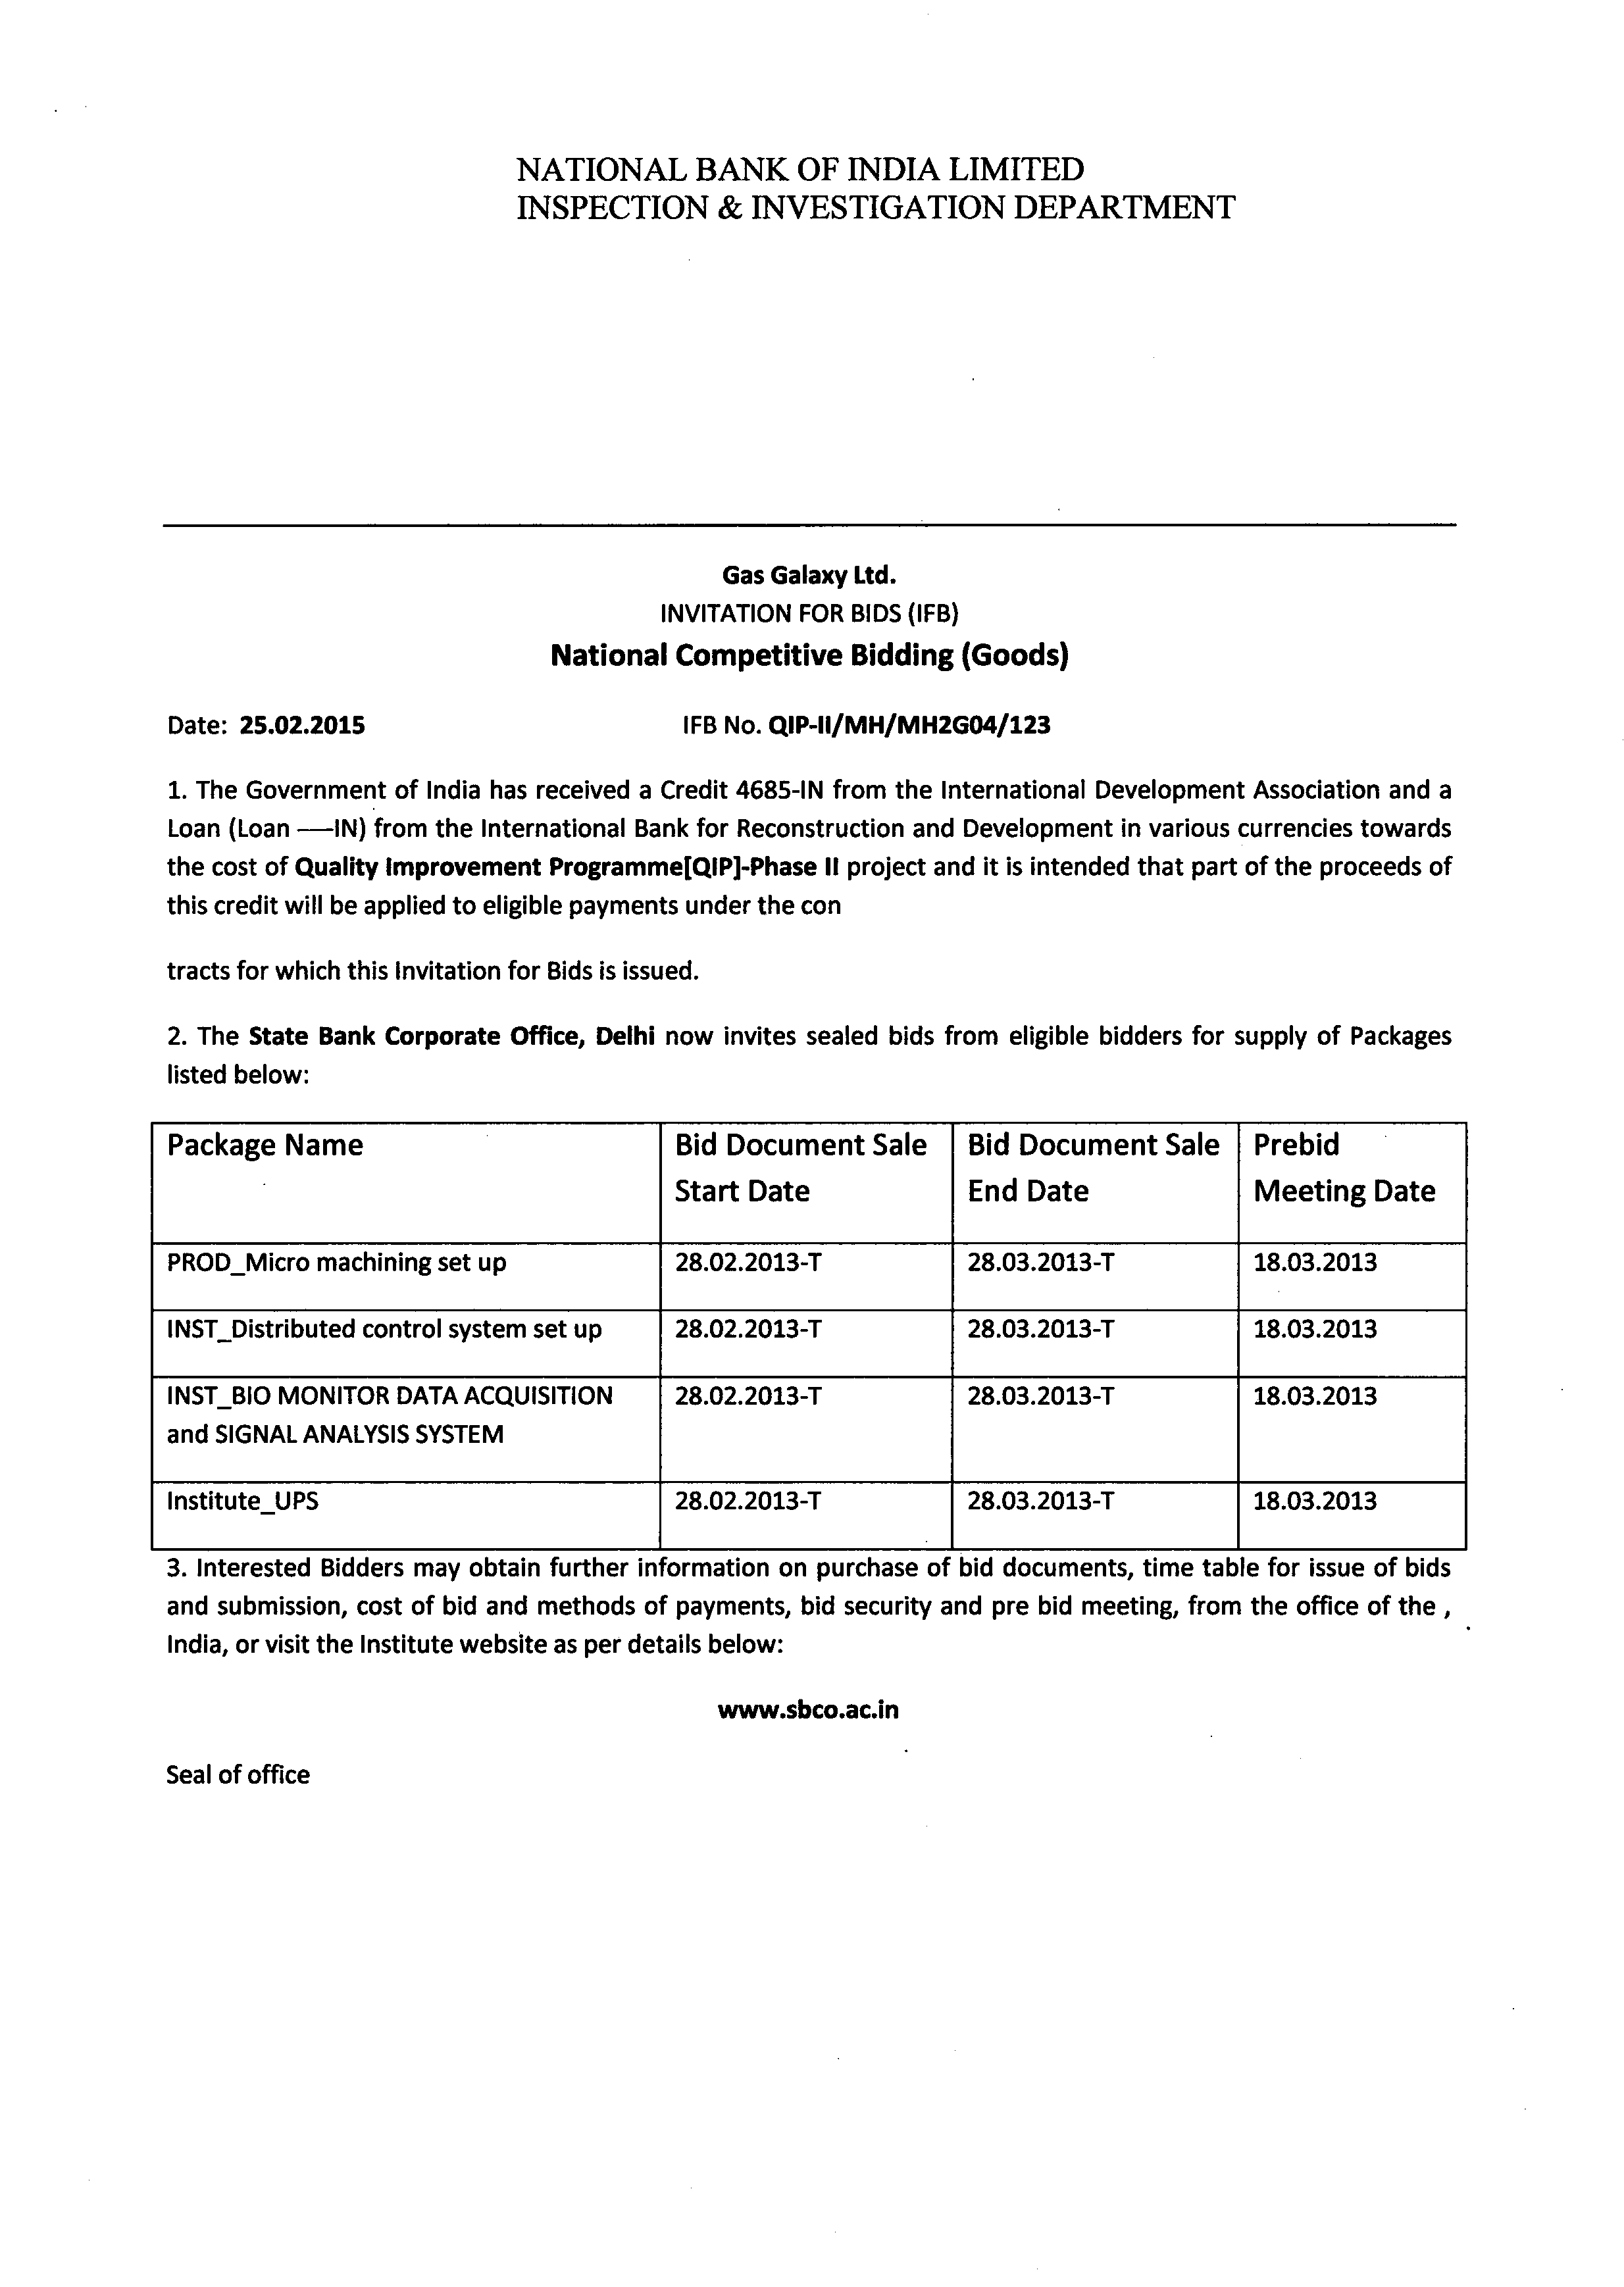 NATIONAL BANK OF INDIA LIMITED
INSPECTION & INVESTIGATION DEPARTMENT
Gas Galaxy Ltd.
INVITATION FOR BIDS (IFB)
National Competitive Bidding (Goods)
Date: 25.02.2015 IFB No. QIP-II/MH/MH2G04/123
1. The Government of India has received a Credit 4685-IN from the International Development Association and a
Loan (Loan —–IN) from the International Bank for Reconstruction and Development in various currencies towards
the cost of Quality Improvement Programme[QIP]-Phase II project and it is intended that part of the proceeds of
this credit will be applied to eligible payments under the con
tracts for which this Invitation for Bids is issued.
2. The State Bank Corporate Office, Delhi now invites sealed bids from eligible bidders for supply of Packages
listed below:
Package Name Bid Document Sale Bid Document Sale Prebid
Start Date End Date Meeting Date
PROD_Micro machining set up 28.02.2013-T 28.03.2013-T 18.03.2013
INST_Distributed control system set up 28.02.2013-T 28.03.2013-T 18.03.2013
INST_BIO MONITOR DATA ACQUISITION 28.02.2013-T 28.03.2013-T 18.03.2013
and SIGNAL ANALYSIS SYSTEM
Institute_UPS 28.02.2013-T 28.03.2013-T 18.03.2013
3. Interested Bidders may obtain further information on purchase of bid documents, time table for issue of bids
and submission, cost of bid and methods of payments, bid security and pre bid meeting, from the office of the ,
India, or visit the Institute website as per details below:
www.sbco.ac.in
Seal of office